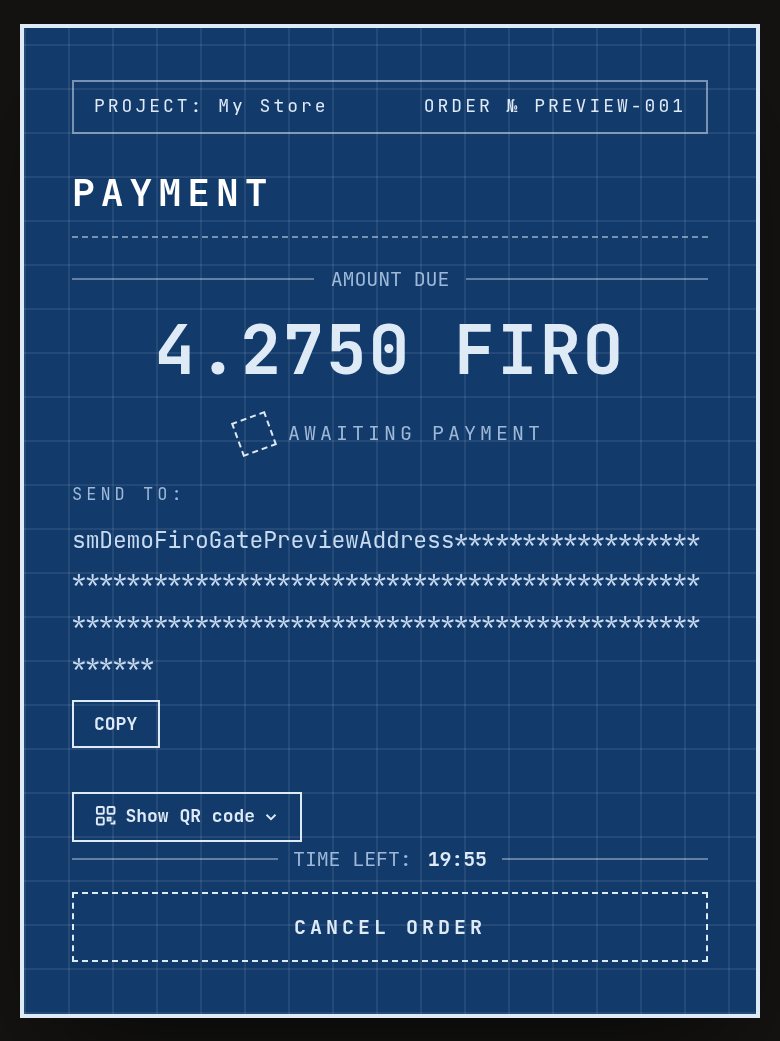 PROJECT: My Store
ORDER № PREVIEW-001
PAYMENT
AMOUNT DUE
4.2750 FIRO
AWAITING PAYMENT
SEND TO:
smDemoFiroGatePreviewAddress******************
**********************************************
**********************************************
******
COPY
Show QR code
TIME LEFT: 19:55
CANCEL ORDER